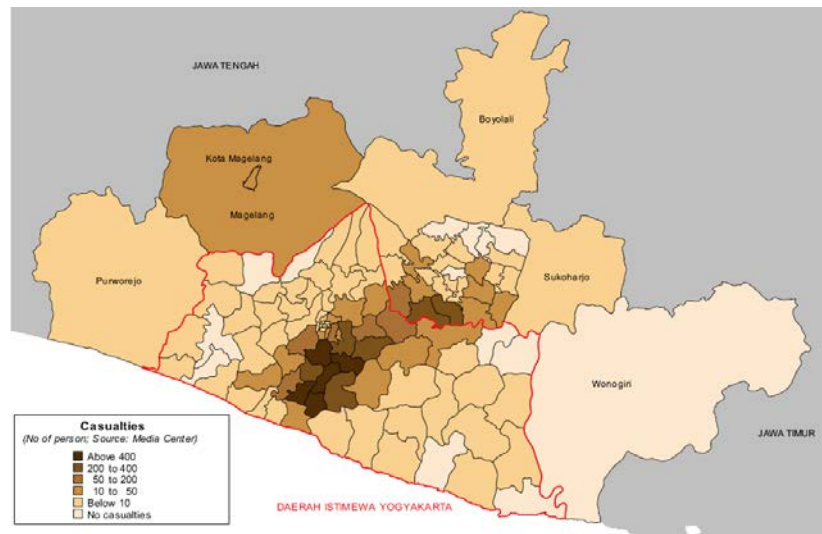 JAWA TENGAH
Boyolali
Kota Magelang
Magelang
Purworejo
Sukoharjo
Wonogiri
JAWA TIMUR
DAERAH ISTIMEWA YOGYAKARTA
Casualties
(No of person; Source: Media Center)
Above 400
200 to 400
50 to 200
10 to 50
Below 10
No casualties